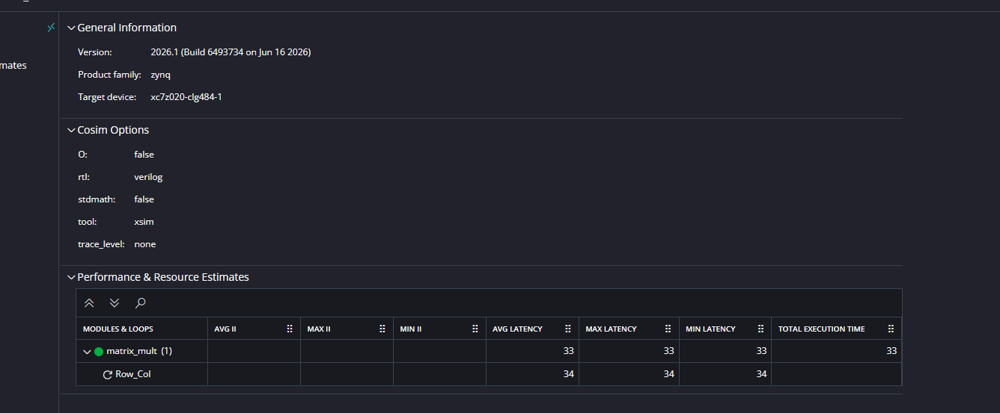 General Information
Version: 2026.1 (Build 6493734 on Jun 16 2026)
mates
Product family: zynq
Target device: xc7z020-clg484-1
Cosim Options
O: false
rtl: verilog
stdmath: false
tool: xsim
trace_level: none
Performance & Resource Estimates
MODULES & LOOPS AVG II MAX II MIN II AVG LATENCY MAX LATENCY MIN LATENCY TOTAL EXECUTION TIME
matrix_mult (1) 33 33 33 33
Row_Col 34 34 34